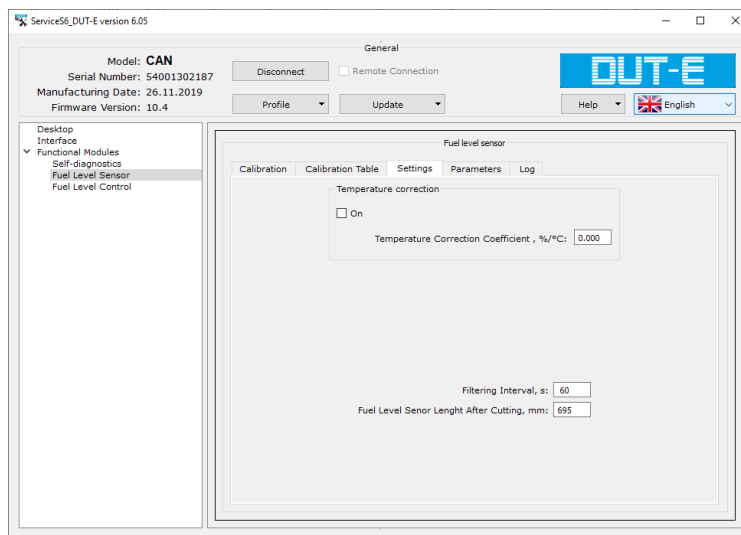 ServiceS6_DUT-E version 6.05
General
Model: CAN
Serial Number: 54001302187
Manufacturing Date: 26.11.2019
Firmware Version: 10.4
Disconnect
Remote Connection
Profile
Update
DUT-E
Help
English
Desktop
Interface
Functional Modules
Self-diagnostics
Fuel Level Sensor
Fuel Level Control
Fuel level sensor
Calibration Calibration Table Settings Parameters Log
Temperature correction
On
Temperature Correction Coefficient , %/°C: 0.000
Filtering Interval, s: 60
Fuel Level Senor Lenght After Cutting, mm: 695